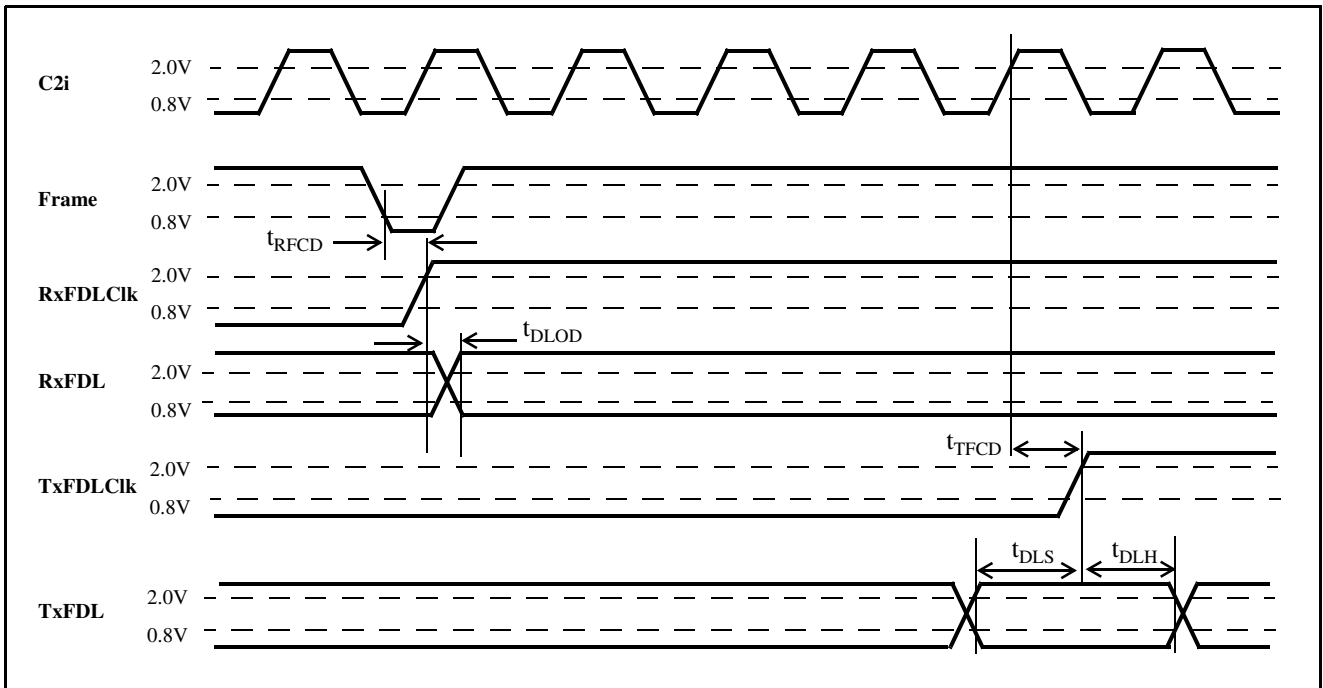 C2i
2.0V
0.8V
Frame
2.0V
0.8V
tRFCD
RxFDLClk
2.0V
0.8V
tDLOD
RxFDL
2.0V
0.8V
tTFCD
TxFDLClk
2.0V
0.8V
tDLS
tDLH
TxFDL
2.0V
0.8V